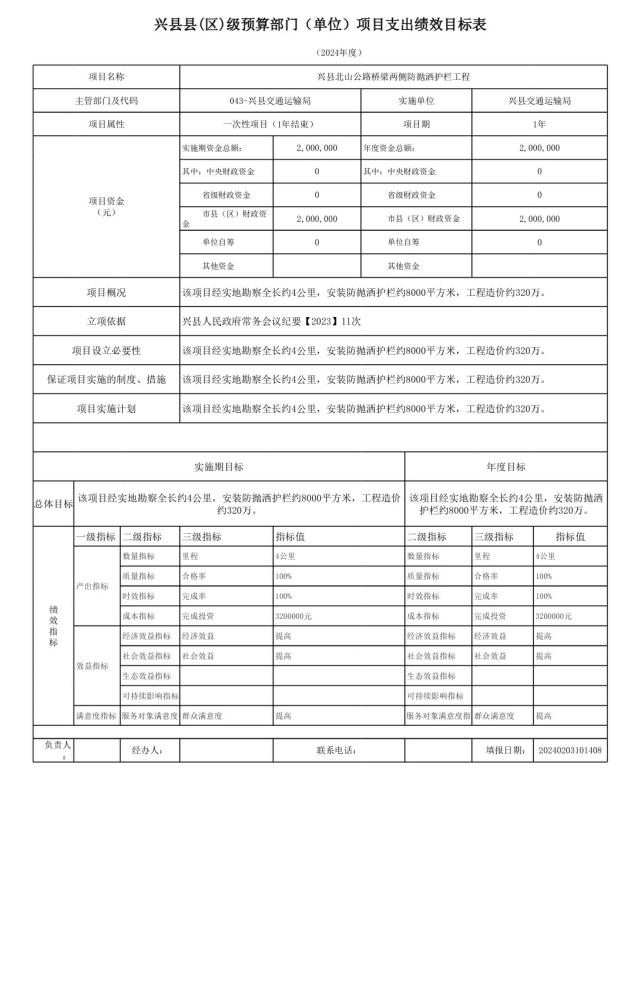 兴县县(区)级预算部门（单位）项目支出绩效目标表
（2024年度）
项目名称 兴县北山公路桥梁两侧防抛洒护栏工程
主管部门及代码 043-兴县交通运输局 实施单位 兴县交通运输局
项目属性 一次性项目（1年结束） 项目期 1年
项目资金
（元）
实施期资金总额： 2,000,000 年度资金总额： 2,000,000
其中：中央财政资金 0 其中：中央财政资金 0
省级财政资金 0 省级财政资金 0
市县（区）财政资
金 2,000,000 市县（区）财政资金 2,000,000
单位自筹 0 单位自筹 0
其他资金 其他资金
项目概况 该项目经实地勘察全长约4公里，安装防抛洒护栏约8000平方米，工程造价约320万。
立项依据 兴县人民政府常务会议纪要【2023】11次
项目设立必要性 该项目经实地勘察全长约4公里，安装防抛洒护栏约8000平方米，工程造价约320万。
保证项目实施的制度、措施 该项目经实地勘察全长约4公里，安装防抛洒护栏约8000平方米，工程造价约320万。
项目实施计划 该项目经实地勘察全长约4公里，安装防抛洒护栏约8000平方米，工程造价约320万。
实施期目标 年度目标
总体目标
该项目经实地勘察全长约4公里，安装防抛洒护栏约8000平方米，工程造价
约320万。
该项目经实地勘察全长约4公里，安装防抛洒
护栏约8000平方米，工程造价约320万。
绩
效
指
标
一级指标 二级指标 三级指标 指标值 二级指标 三级指标 指标值
产出指标
数量指标 里程 4公里 数量指标 里程 4公里
质量指标 合格率 100% 质量指标 合格率 100%
时效指标 完成率 100% 时效指标 完成率 100%
成本指标 完成投资 3200000元 成本指标 完成投资 3200000元
效益指标
经济效益指标 经济效益 提高 经济效益指标 经济效益 提高
社会效益指标 社会效益 提高 社会效益指标 社会效益 提高
生态效益指标 生态效益指标
可持续影响指标 可持续影响指标
满意度指标 服务对象满意度 群众满意度 提高 服务对象满意度指 群众满意度 提高
负责人
： 经办人： 联系电话： 填报日期： 20240203101408